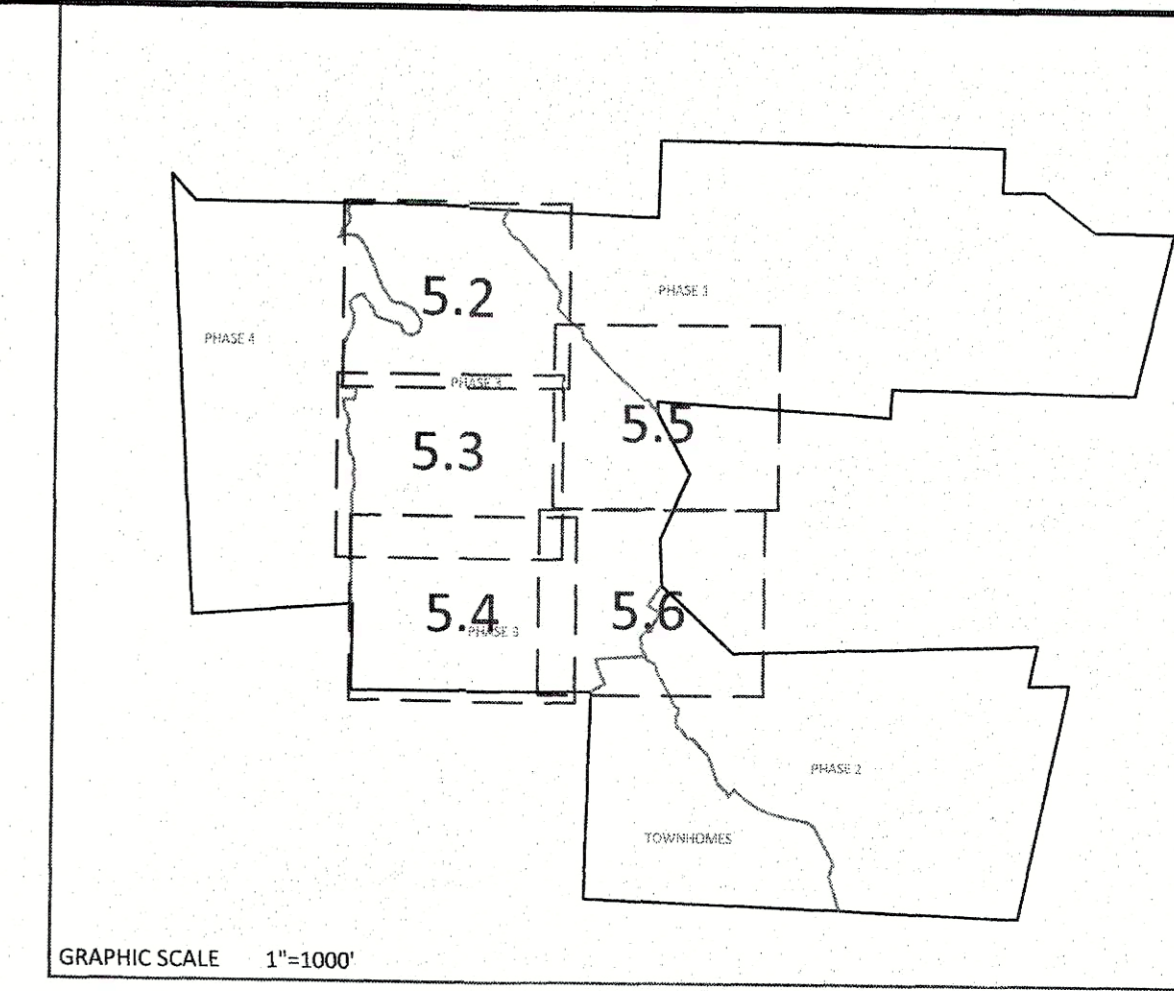 5.2
PHASE 1
PHASE 4
PHASE 3
5.5
5.3
5.4
PHASE 3
5.6
PHASE 2
TOWNHOMES
GRAPHIC SCALE 1"=1000'